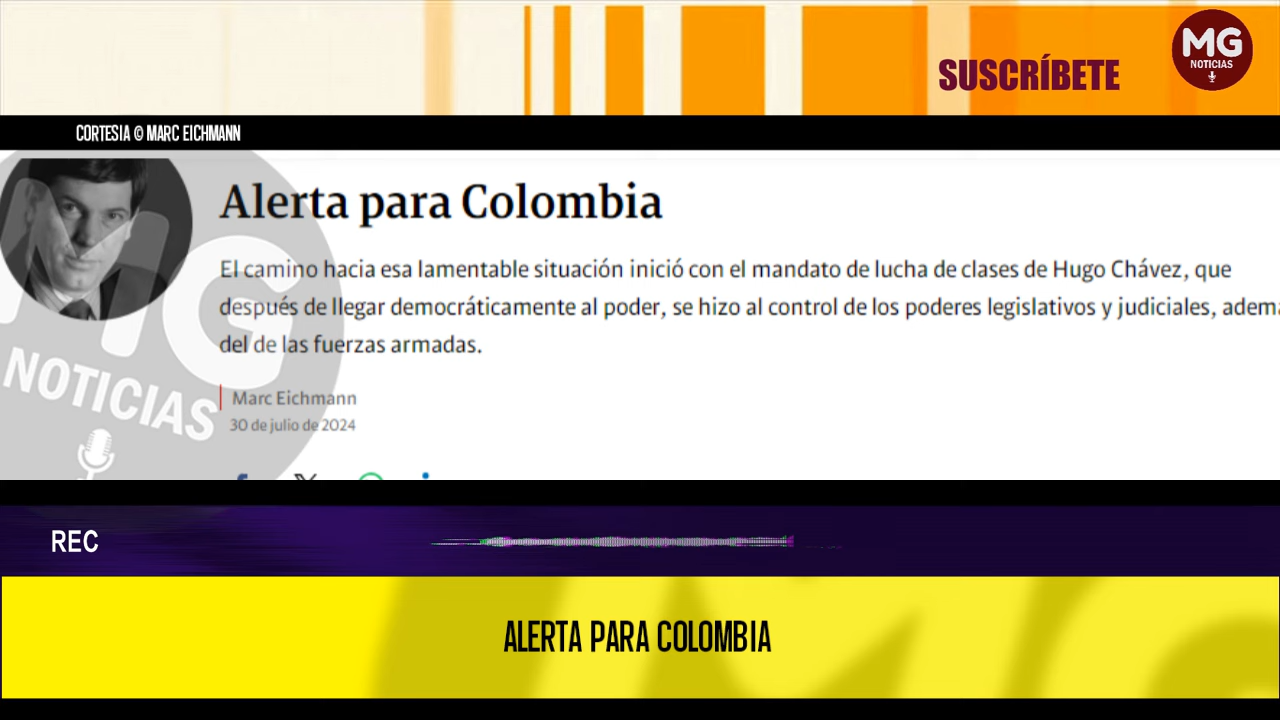 SUSCRÍBETE
MG
NOTICIAS
CORTESIA © MARC EICHMANN
Alerta para Colombia
El camino hacia esa lamentable situación inició con el mandato de lucha de clases de Hugo Chávez, que
después de llegar democráticamente al poder, se hizo al control de los poderes legislativos y judiciales, adem
del de las fuerzas armadas.
Marc Eichmann
30 de julio de 2024
MG
NOTICIAS
REC
ALERTA PARA COLOMBIA